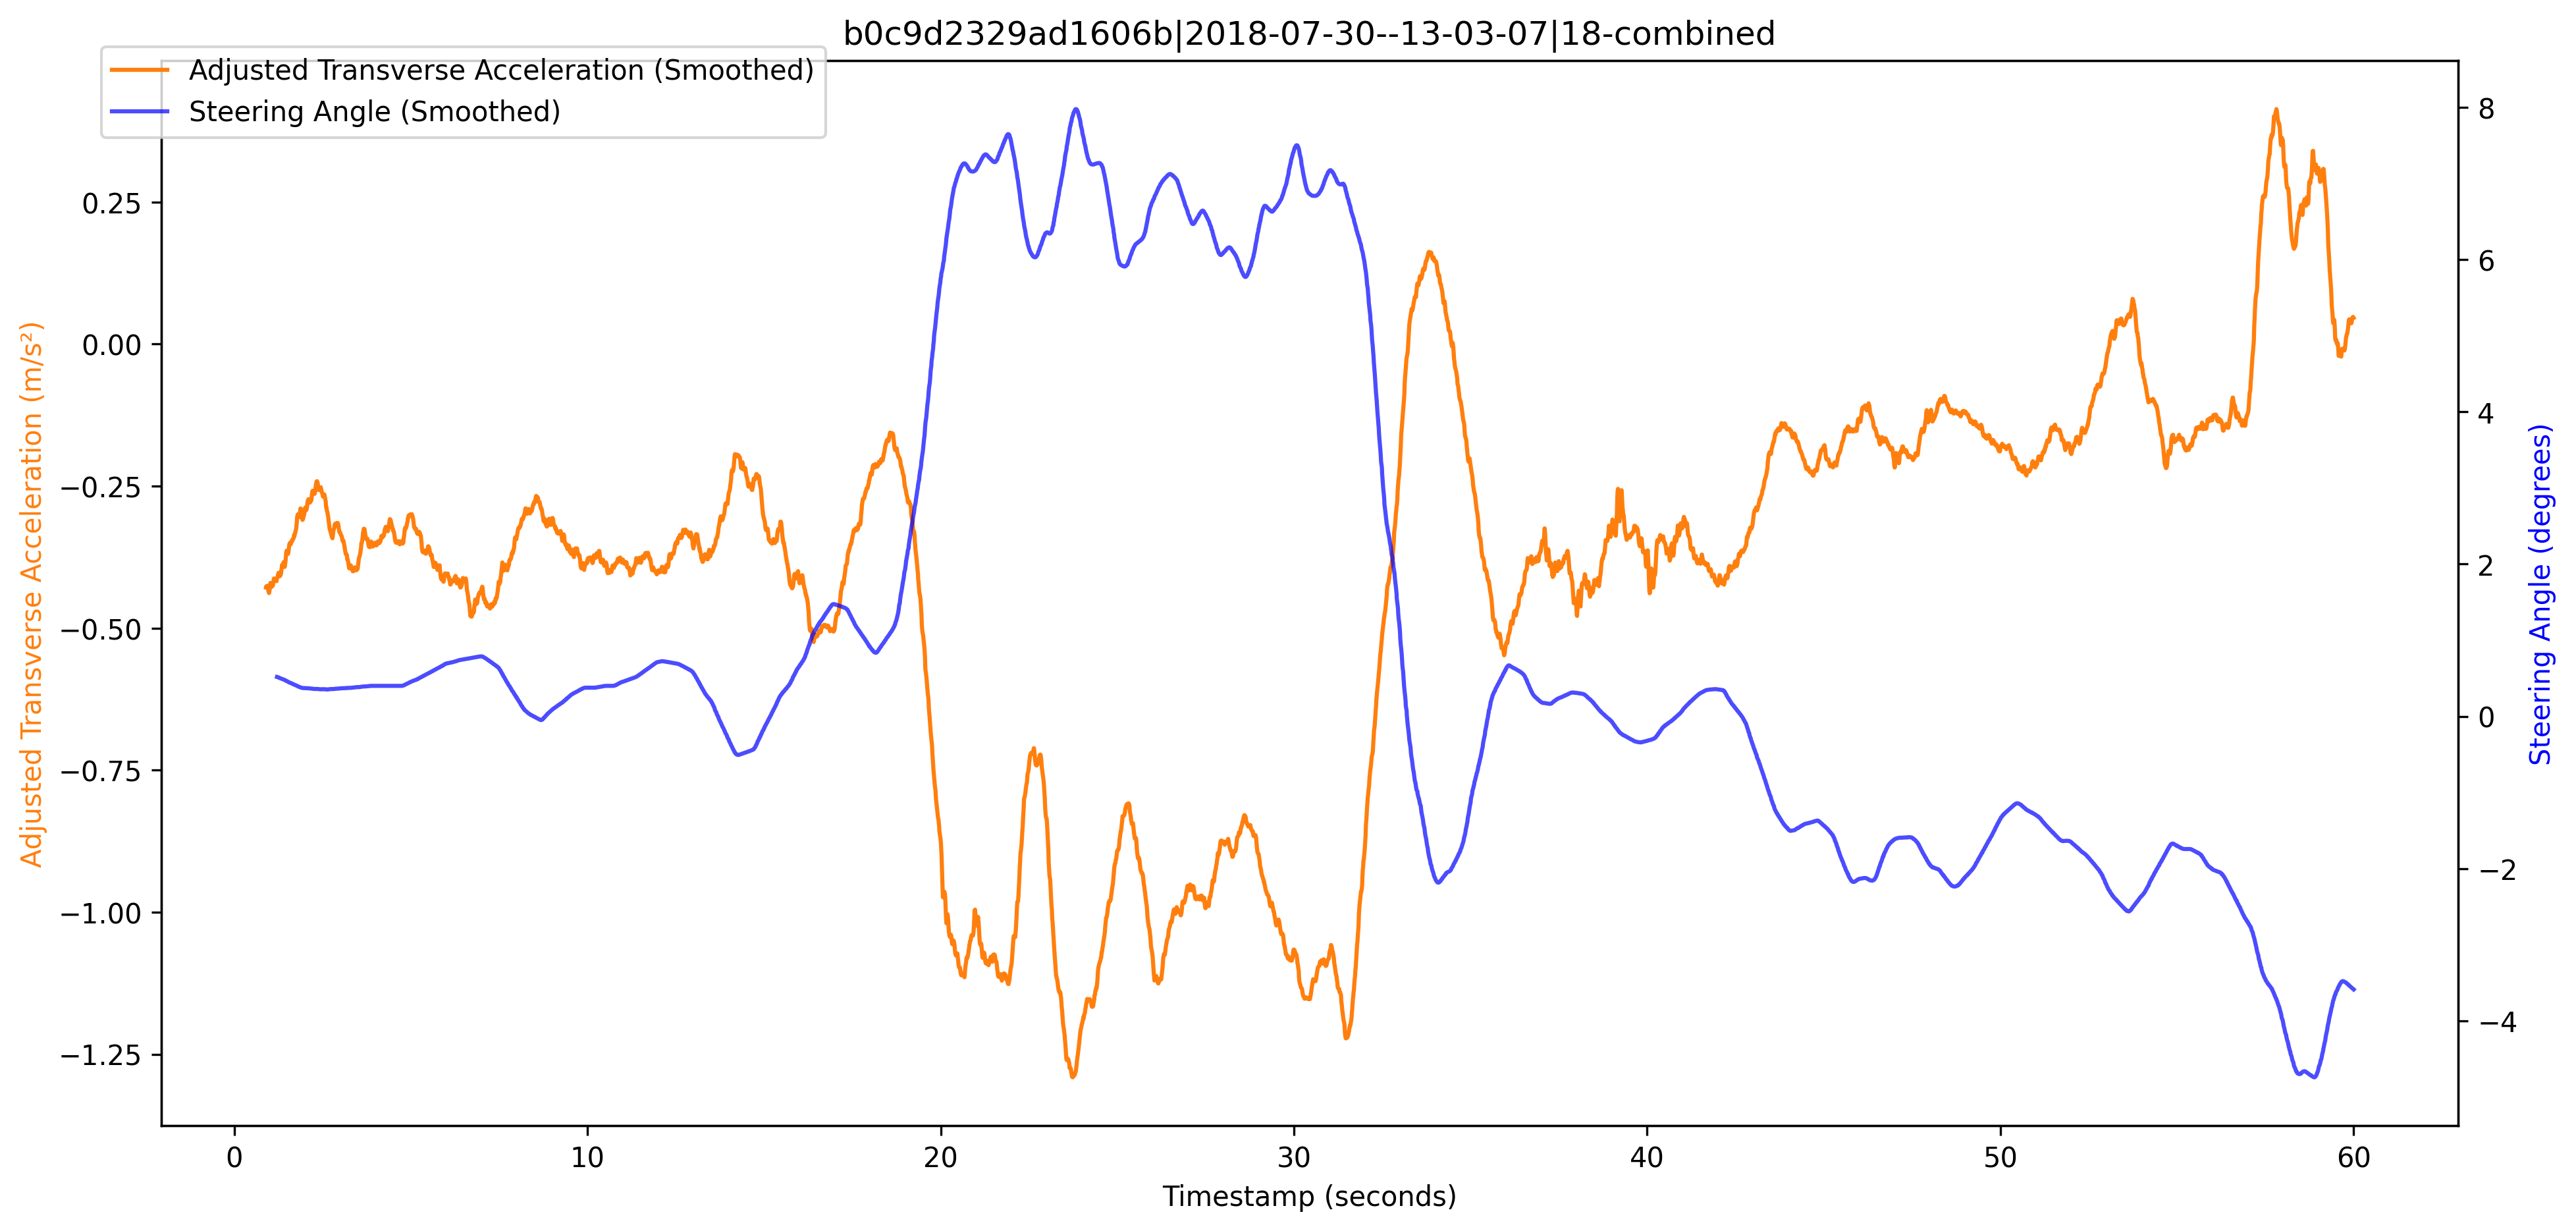 b0c9d2329ad1606b|2018-07-30--13-03-07|18-combined
Adjusted Transverse Acceleration (Smoothed)
Steering Angle (Smoothed)
Adjusted Transverse Acceleration (m/s²)
0.25
0.00
−0.25
−0.50
−0.75
−1.00
−1.25
8
6
4
2
0
−2
−4
Steering Angle (degrees)
0 10 20 30 40 50 60
Timestamp (seconds)